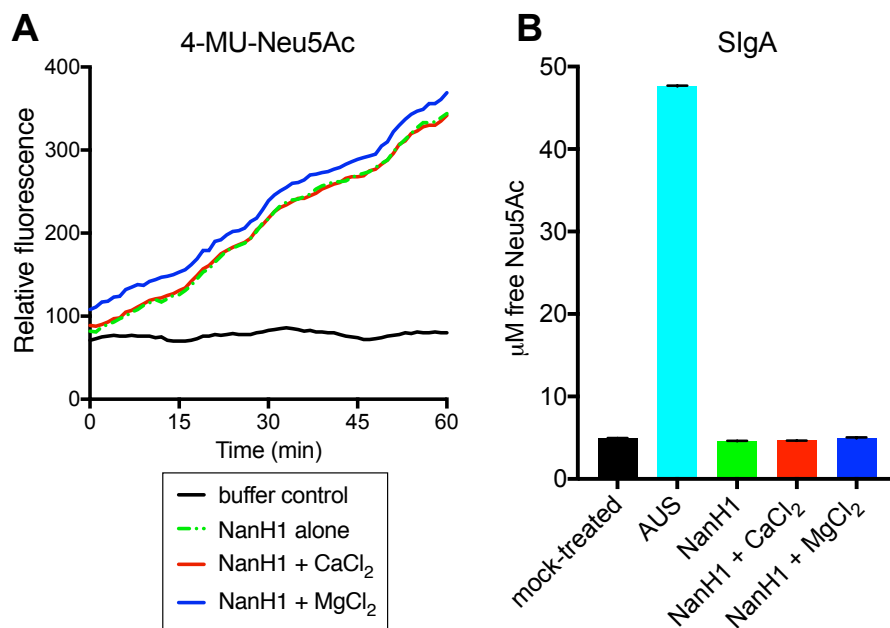 A
4-MU-Neu5Ac
Relative fluorescence
400
300
200
100
0
0 15 30 45 60
Time (min)
buffer control
NanH1 alone
NanH1 + CaCl₂
NanH1 + MgCl₂
B
SIgA
μM free Neu5Ac
50
40
30
20
10
0
mock-treated
AUS
NanH1
NanH1 + CaCl₂
NanH1 + MgCl₂